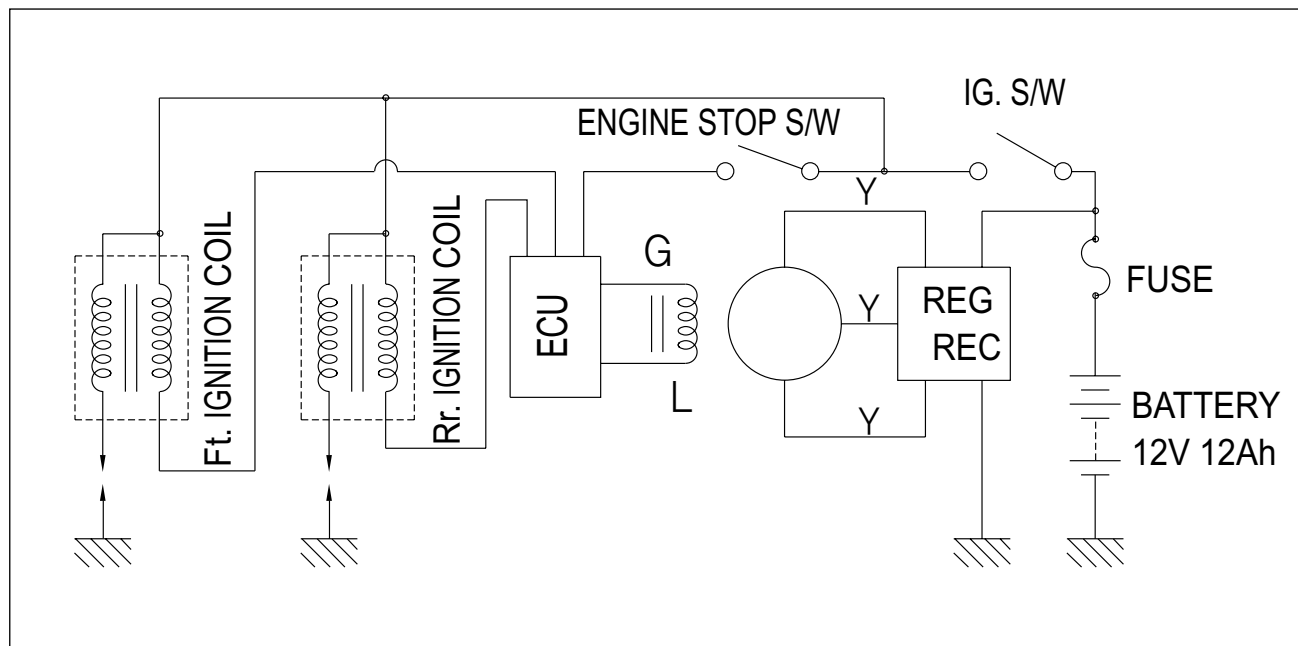 IG. S/W
ENGINE STOP S/W
Y
Ft. IGNITION COIL
Rr. IGNITION COIL
ECU
G
L
Y
REG
REC
Y
FUSE
BATTERY
12V 12Ah